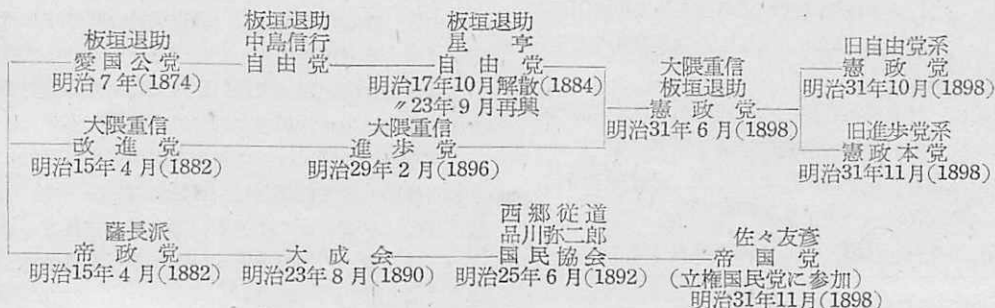 板垣退助
愛国公党
明治7年(1874)
板垣退助
中島信行
自由党
板垣退助
星亨
自由党
明治17年10月解散(1884)
〃23年9月再興
大隈重信
改進党
明治15年4月(1882)
大隈重信
進歩党
明治29年2月(1896)
大隈重信
板垣退助
憲政党
明治31年6月(1898)
旧自由党系
憲政党
明治31年10月(1898)
旧進歩党系
憲政本党
明治31年11月(1898)
薩長派
帝政党
明治15年4月(1882)
大成会
明治23年8月(1890)
西郷従道
品川弥二郎
国民協会
明治25年6月(1892)
佐々友彦
帝国党
(立権国民党に参加)
明治31年11月(1898)